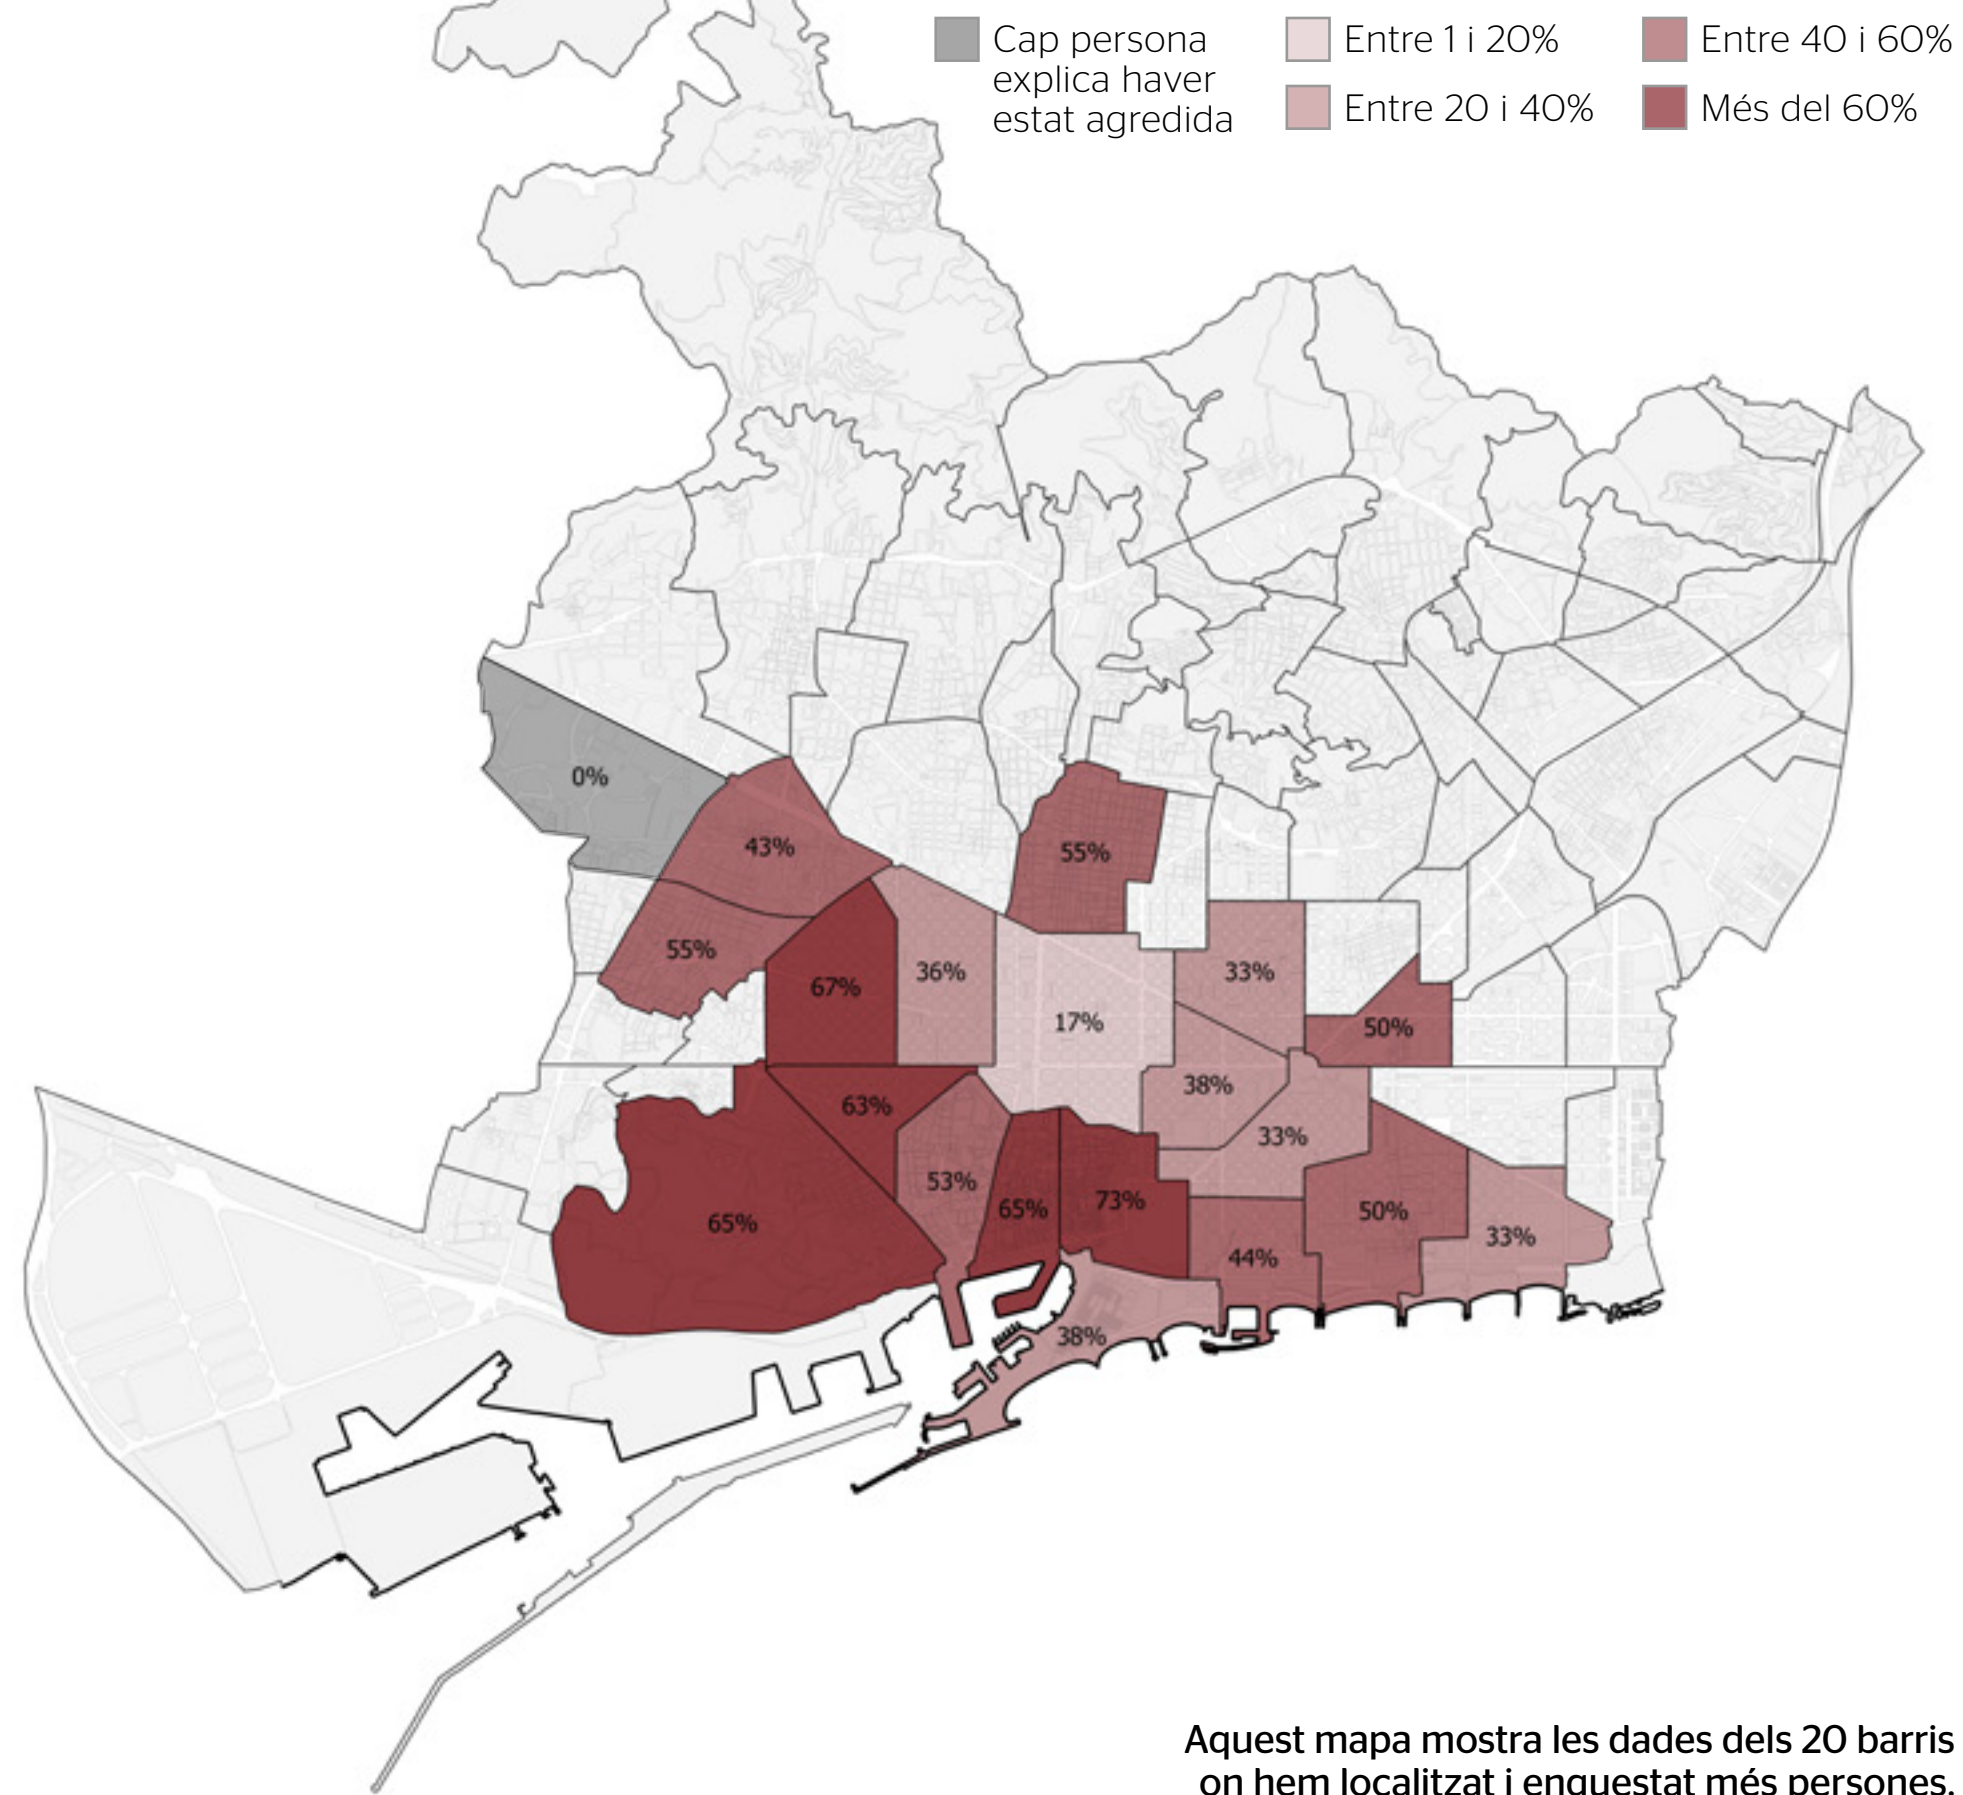 Cap persona
explica haver
estat agredida
Entre 1 i 20%
Entre 20 i 40%
Entre 40 i 60%
Més del 60%
0%
43%
55%
55%
67%
36%
33%
17%
50%
38%
63%
33%
53%
73%
65%
50%
65%
33%
44%
38%
Aquest mapa mostra les dades dels 20 barris
on hem localitzat i enquestat més persones.